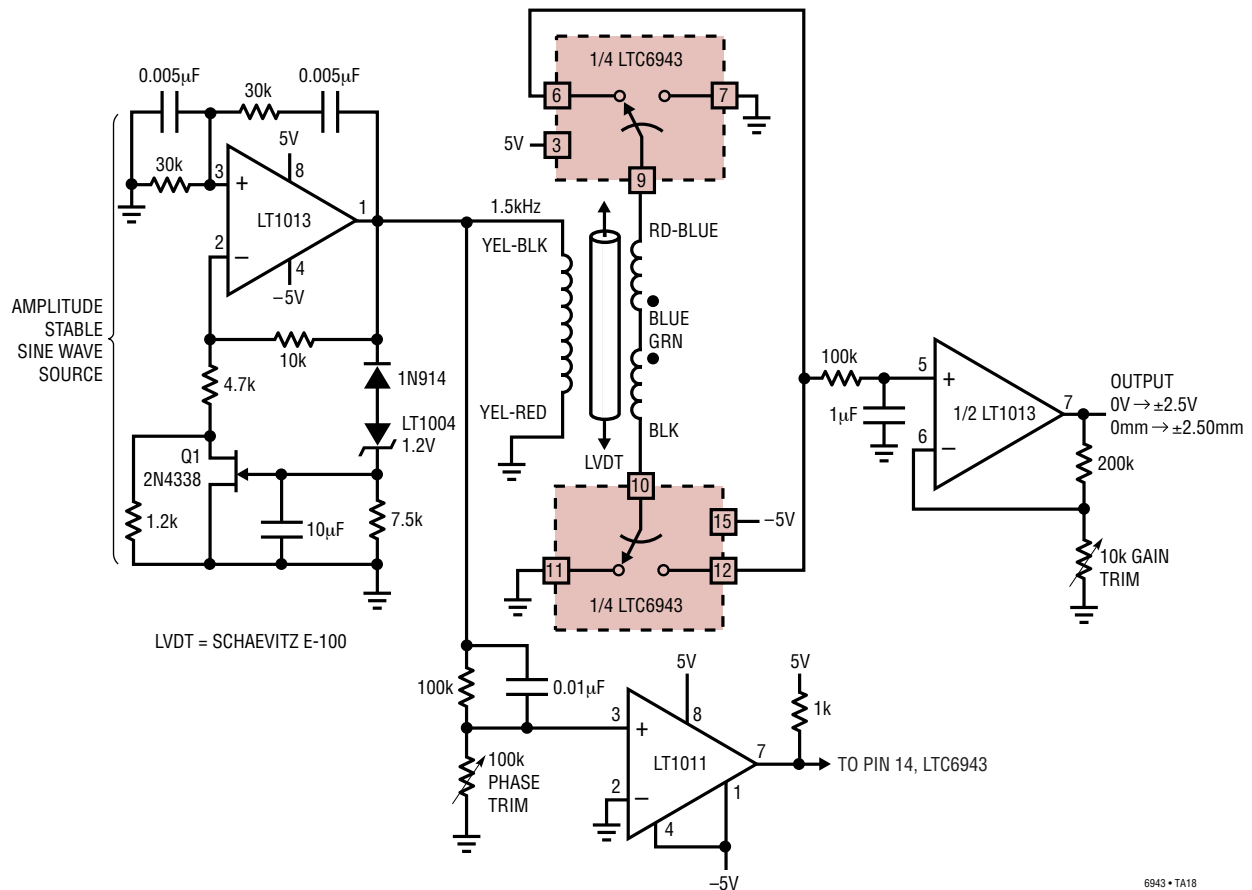 0.005µF
30k
0.005µF
30k
5V
8
3
+
LT1013
1
2
−
4
−5V
AMPLITUDE
STABLE
SINE WAVE
SOURCE
10k
4.7k
1N914
LT1004
1.2V
Q1
2N4338
1.2k
10µF
7.5k
LVDT = SCHAEVITZ E-100
1.5kHz
YEL-BLK
YEL-RED
LVDT
RD-BLUE
BLUE
GRN
BLK
1/4 LTC6943
6
7
5V
3
9
10
15
−5V
11
12
1/4 LTC6943
100k
1µF
5
+
1/2 LT1013
7
6
−
OUTPUT
0V → ±2.5V
0mm → ±2.50mm
200k
10k GAIN
TRIM
100k
0.01µF
100k
PHASE
TRIM
5V
8
3
+
LT1011
7
2
−
1
4
−5V
5V
1k
TO PIN 14, LTC6943
6943 • TA18